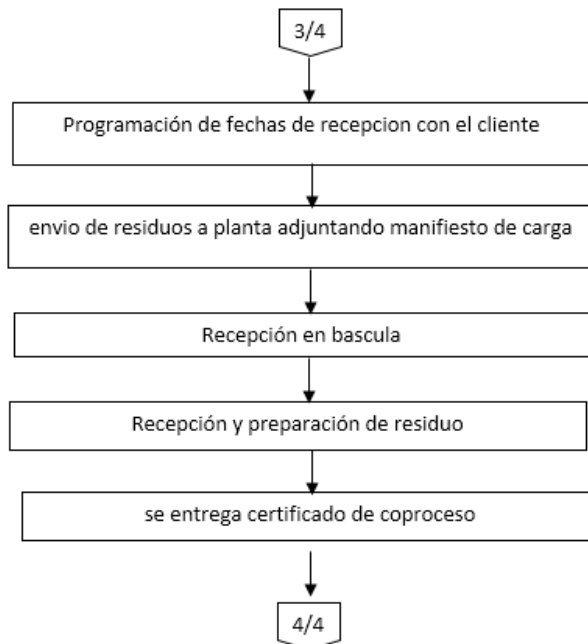 3/4
Programación de fechas de recepcion con el cliente
envio de residuos a planta adjuntando manifiesto de carga
Recepción en bascula
Recepción y preparación de residuo
se entrega certificado de coproceso
4/4